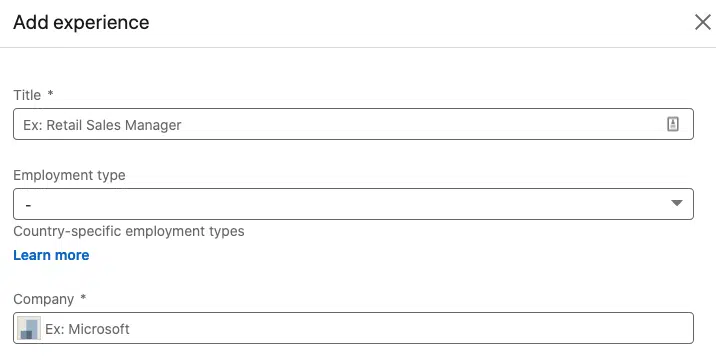 Add experience
Title *
Ex: Retail Sales Manager
Employment type
-
Country-specific employment types
Learn more
Company *
Ex: Microsoft